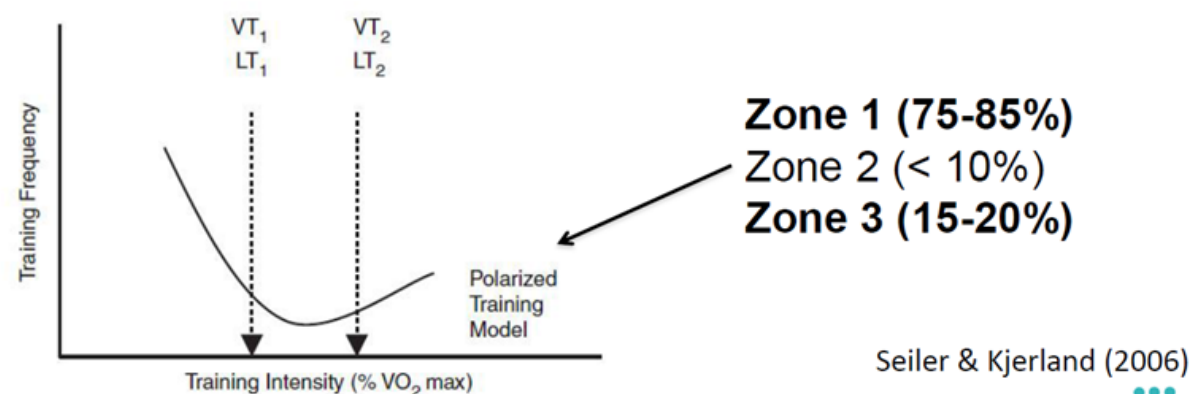 VT1
LT1
VT2
LT2
Training Frequency
Zone 1 (75-85%)
Zone 2 (< 10%)
Zone 3 (15-20%)
Polarized
Training
Model
Training Intensity (% VO2 max)
Seiler & Kjerland (2006)